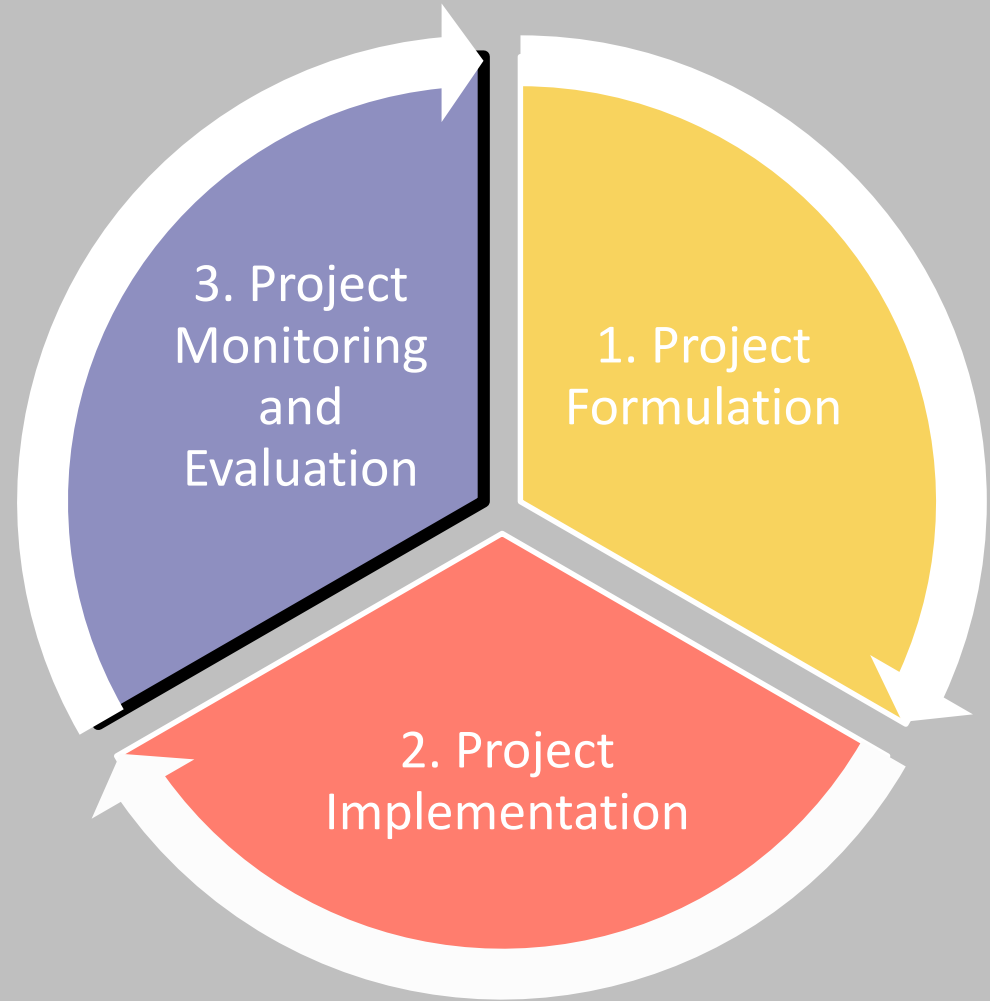 1. Project
Formulation
2. Project
Implementation
3. Project
Monitoring
and
Evaluation